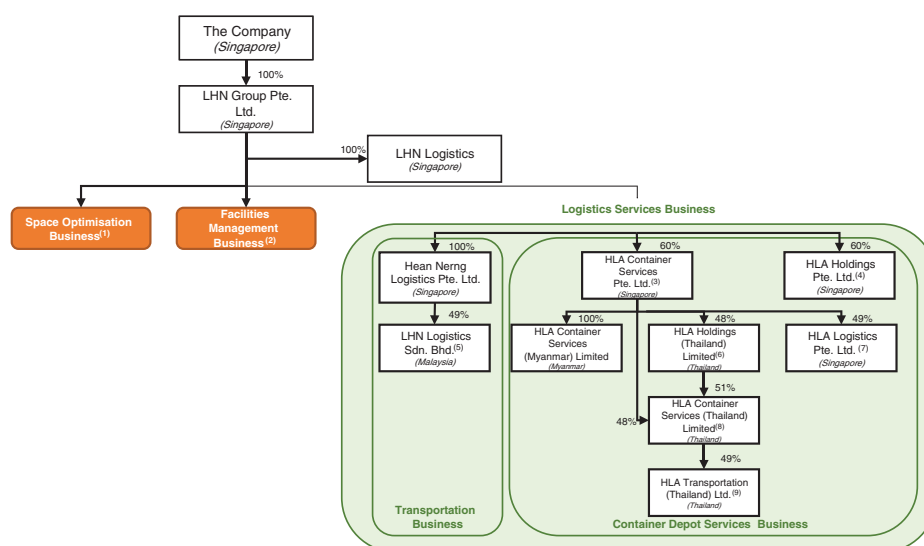 The Company
(Singapore)
100%
LHN Group Pte.
Ltd.
(Singapore)
100%
LHN Logistics
(Singapore)
Space Optimisation
Business(1)
Facilities
Management
Business(2)
Logistics Services Business
100%
60%
60%
Hean Nerng
Logistics Pte. Ltd.
(Singapore)
HLA Container
Services
Pte. Ltd.(3)
(Singapore)
HLA Holdings
Pte. Ltd.(4)
(Singapore)
49%
100%
48%
49%
LHN Logistics
Sdn. Bhd.(5)
(Malaysia)
HLA Container
Services
(Myanmar) Limited
(Myanmar)
HLA Holdings
(Thailand)
Limited(6)
(Thailand)
HLA Logistics
Pte. Ltd. (7)
(Singapore)
51%
48%
HLA Container
Services (Thailand)
Limited(8)
(Thailand)
49%
HLA Transportation
(Thailand) Ltd.(9)
(Thailand)
Transportation
Business
Container Depot Services Business